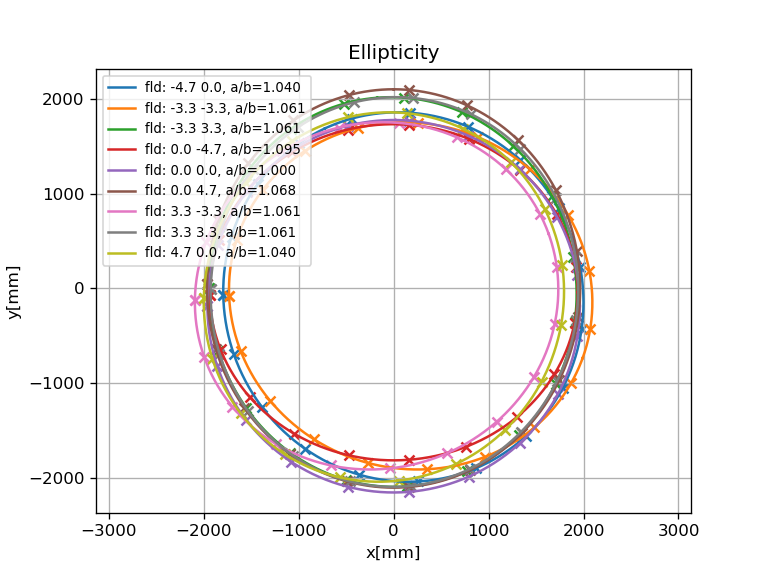 Ellipticity
fld: -4.7 0.0, a/b=1.040
fld: -3.3 -3.3, a/b=1.061
fld: -3.3 3.3, a/b=1.061
fld: 0.0 -4.7, a/b=1.095
fld: 0.0 0.0, a/b=1.000
fld: 0.0 4.7, a/b=1.068
fld: 3.3 -3.3, a/b=1.061
fld: 3.3 3.3, a/b=1.061
fld: 4.7 0.0, a/b=1.040
2000
1000
0
−1000
−2000
y[mm]
−3000 −2000 −1000 0 1000 2000 3000
x[mm]